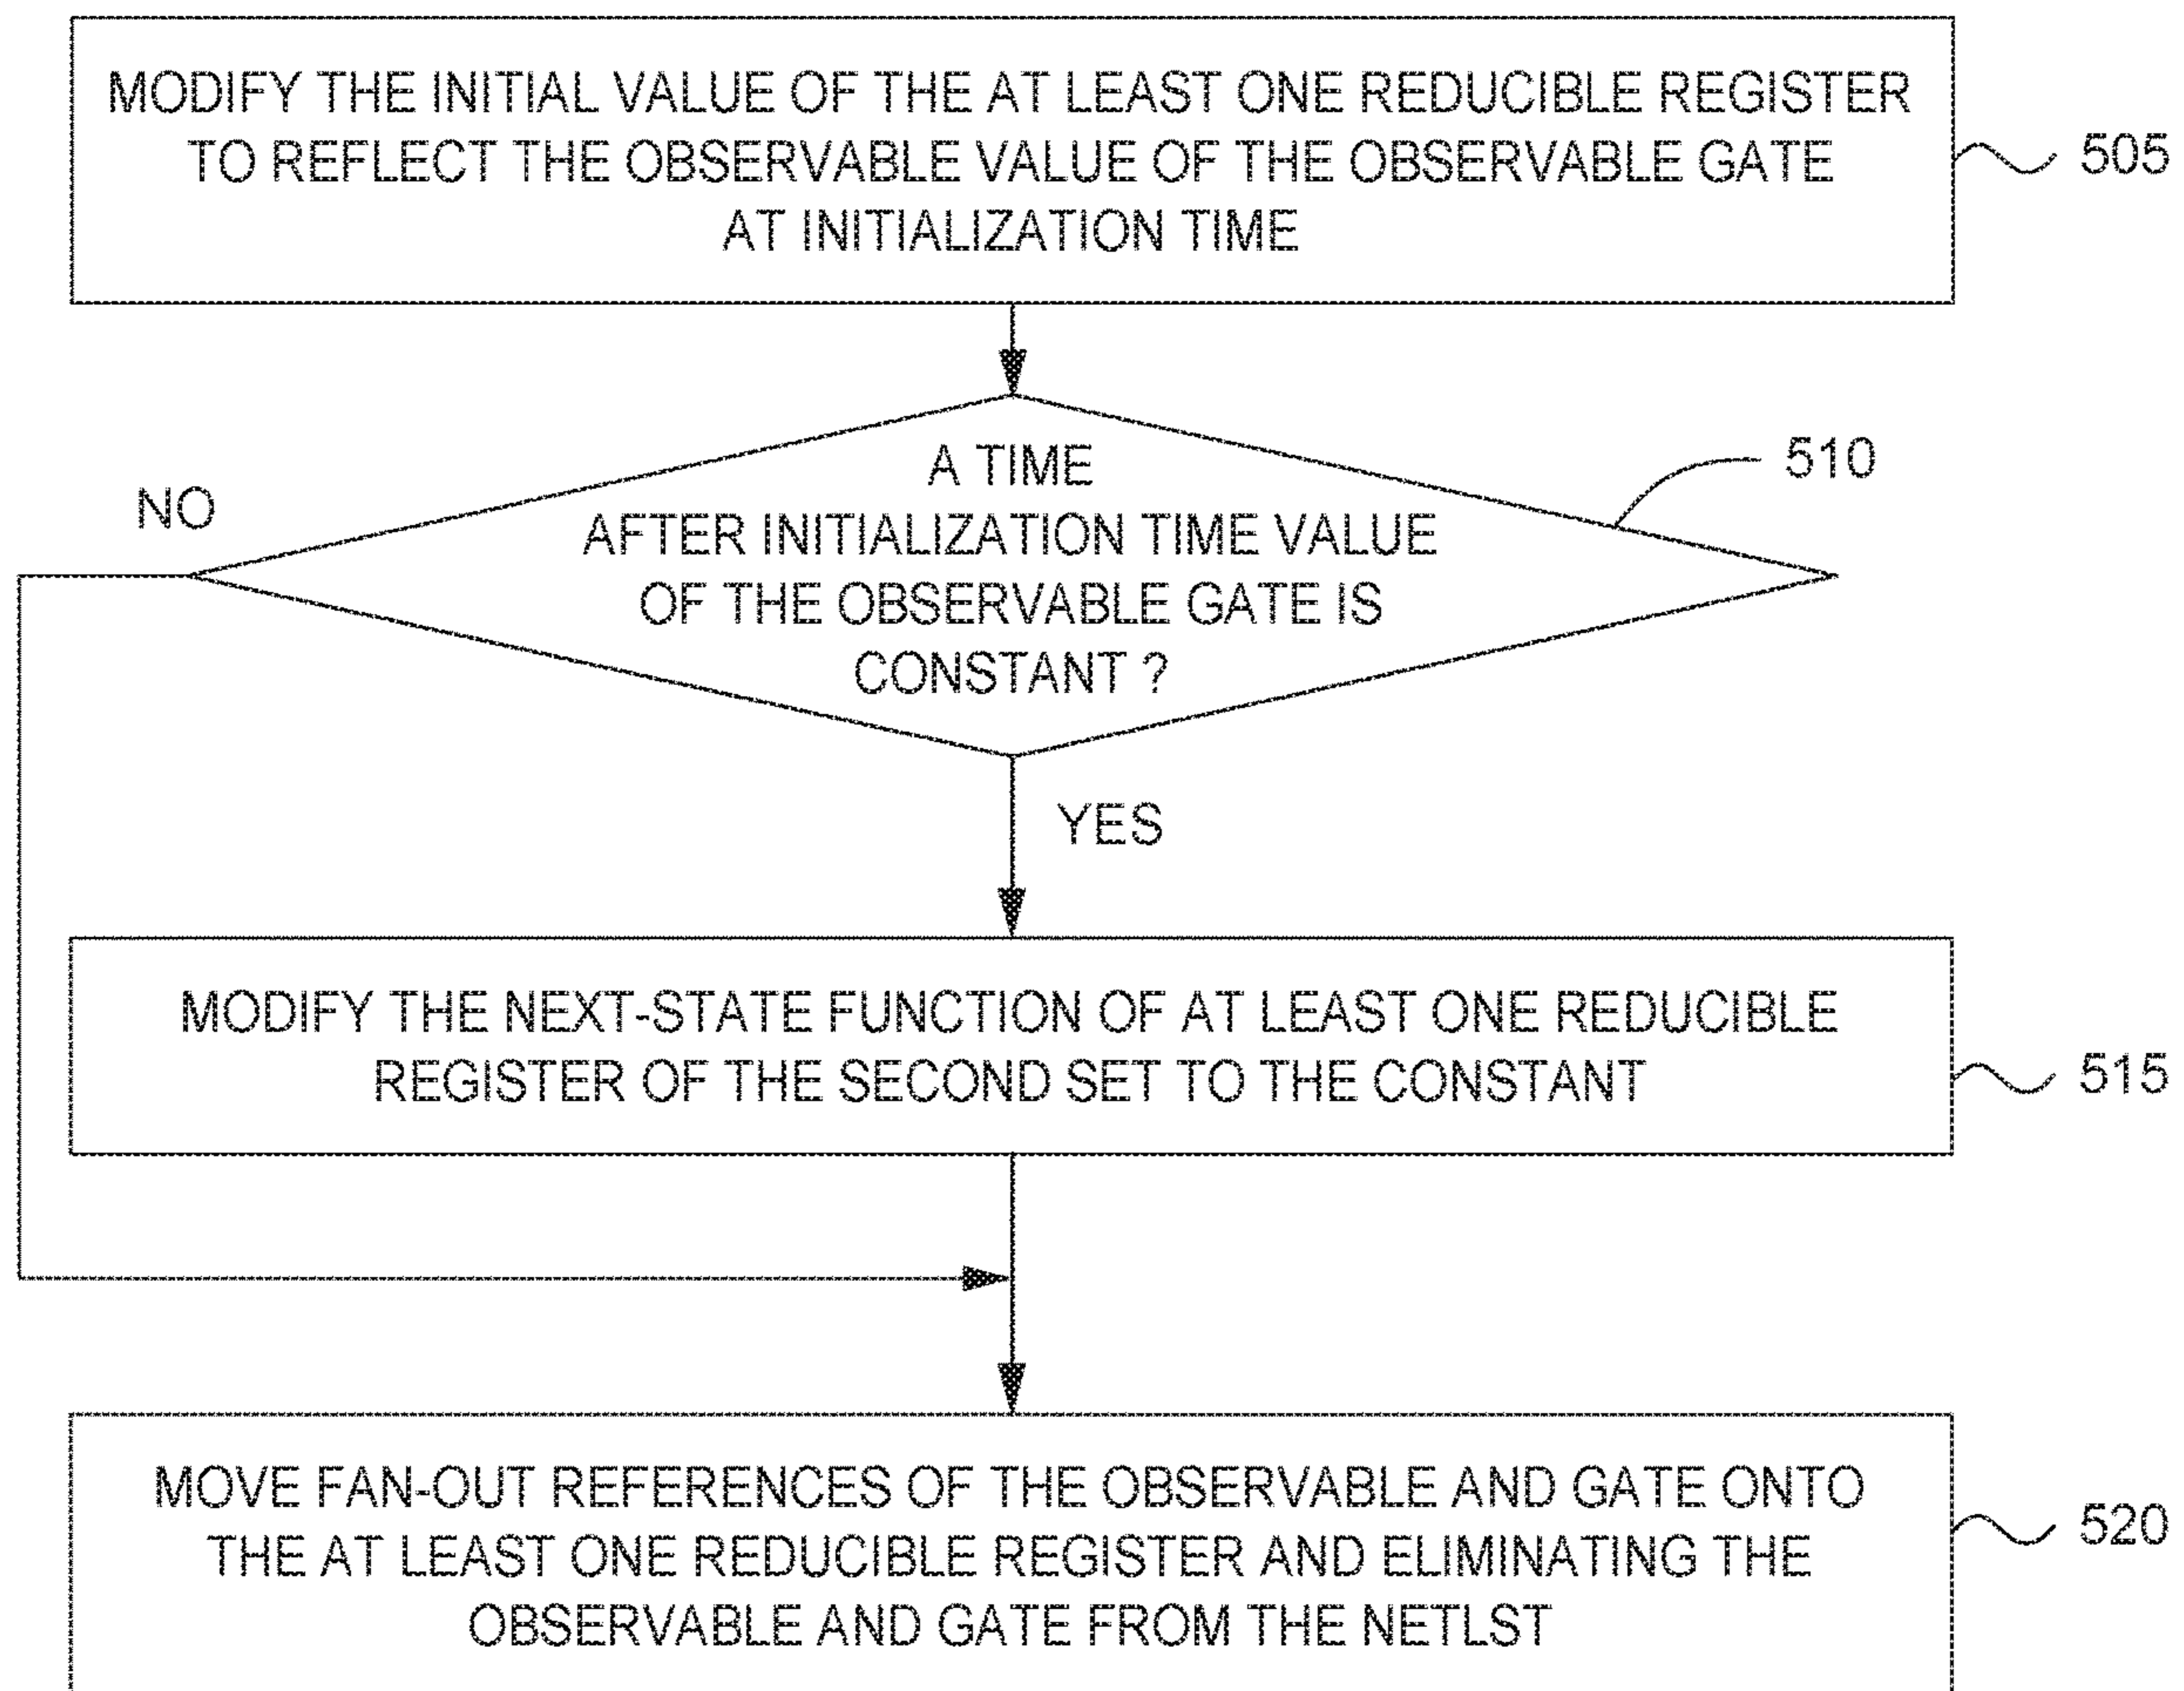 MODIFY THE INITIAL VALUE OF THE AT LEAST ONE REDUCIBLE REGISTER
TO REFLECT THE OBSERVABLE VALUE OF THE OBSERVABLE GATE
AT INITIALIZATION TIME
505
A TIME
AFTER INITIALIZATION TIME VALUE
OF THE OBSERVABLE GATE IS
CONSTANT ?
510
NO
YES
MODIFY THE NEXT-STATE FUNCTION OF AT LEAST ONE REDUCIBLE
REGISTER OF THE SECOND SET TO THE CONSTANT
515
MOVE FAN-OUT REFERENCES OF THE OBSERVABLE AND GATE ONTO
THE AT LEAST ONE REDUCIBLE REGISTER AND ELIMINATING THE
OBSERVABLE AND GATE FROM THE NETLST
520